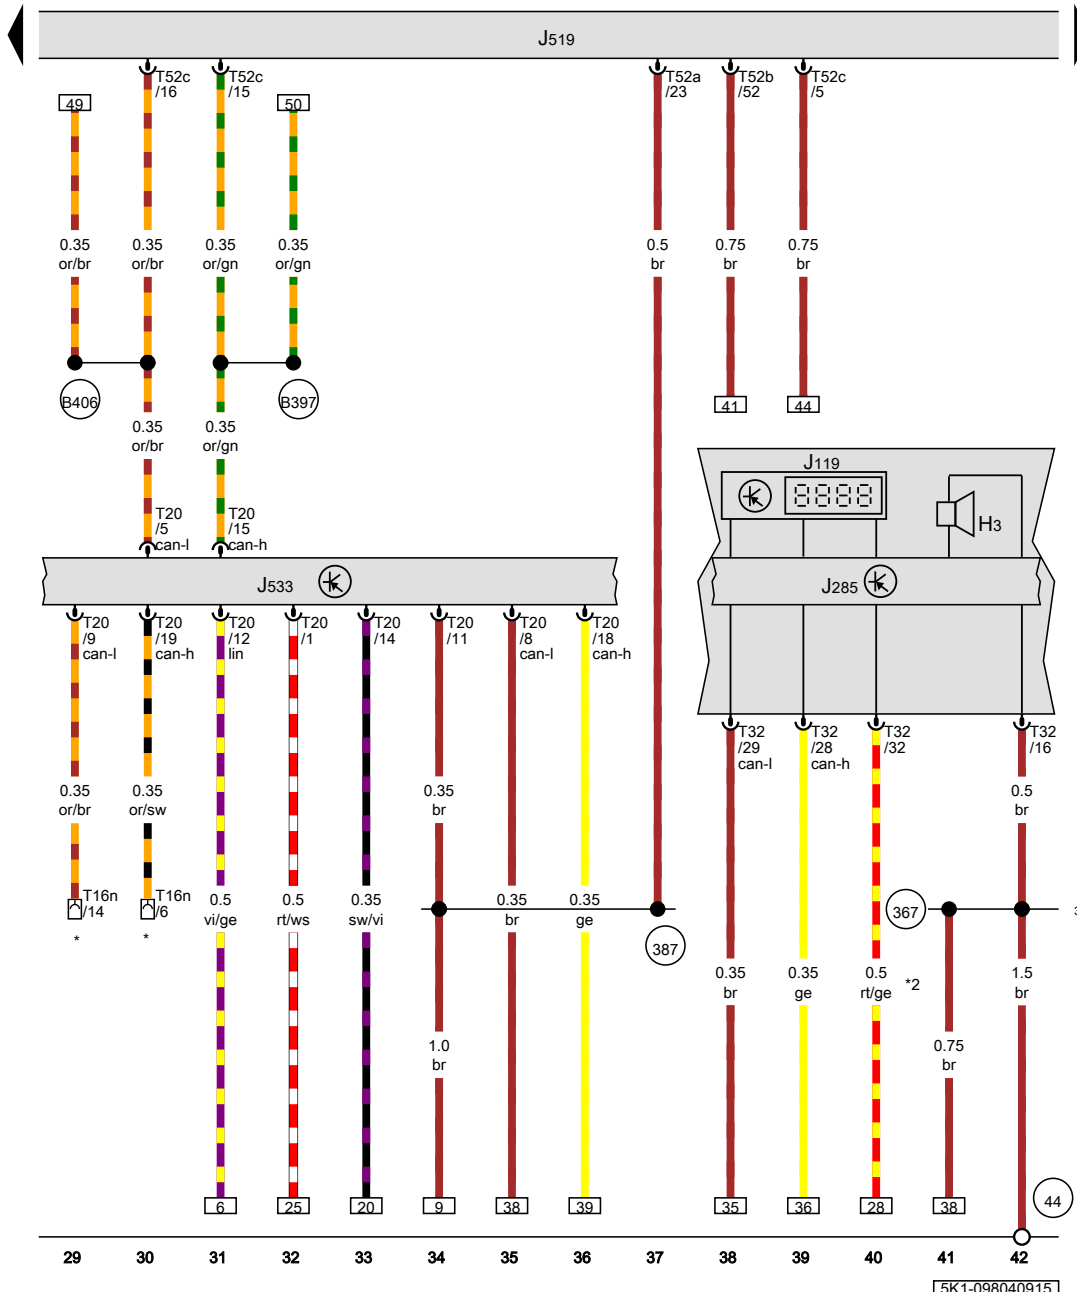 J519
T52c
/16
T52c
/15
T52a
/23
T52b
/52
T52c
/5
49
50
0.35
or/br
0.35
or/br
0.35
or/gn
0.35
or/gn
0.5
br
0.75
br
0.75
br
B406
B397
41
44
0.35
or/br
0.35
or/gn
J119
H3
T20
/5
can-l
T20
/15
can-h
J533
J285
T20
/9
can-l
T20
/19
can-h
T20
/12
lin
T20
/1
T20
/14
T20
/11
T20
/8
can-l
T20
/18
can-h
T32
/29
can-l
T32
/28
can-h
T32
/32
T32
/16
0.35
or/br
0.35
or/sw
0.35
br
0.5
br
T16n
/14
*
T16n
/6
*
0.5
vi/ge
0.5
rt/ws
0.35
sw/vi
0.35
br
0.35
ge
387
367
0.35
br
0.35
ge
0.5
rt/ge
*2
1.5
br
1.0
br
0.75
br
6
25
20
9
38
39
35
36
28
38
44
29 30 31 32 33 34 35 36 37 38 39 40 41 42
5K1-098040915